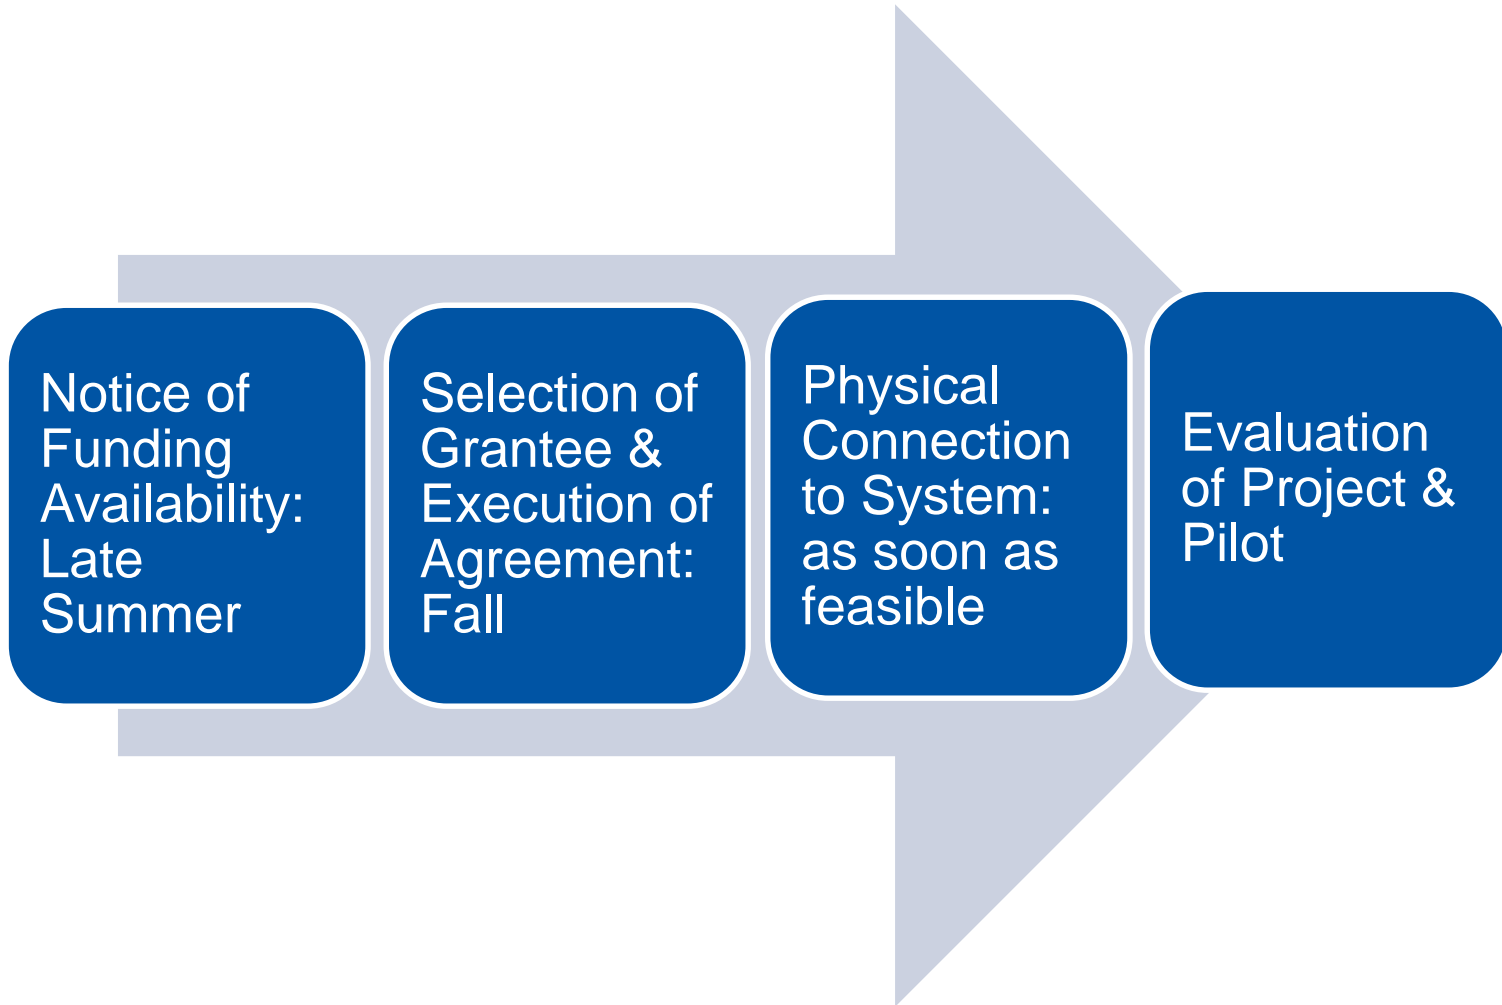 Notice of
Funding
Availability:
Late
Summer
Selection of
Grantee &
Execution of
Agreement:
Fall
Physical
Connection
to System:
as soon as
feasible
Evaluation
of Project &
Pilot